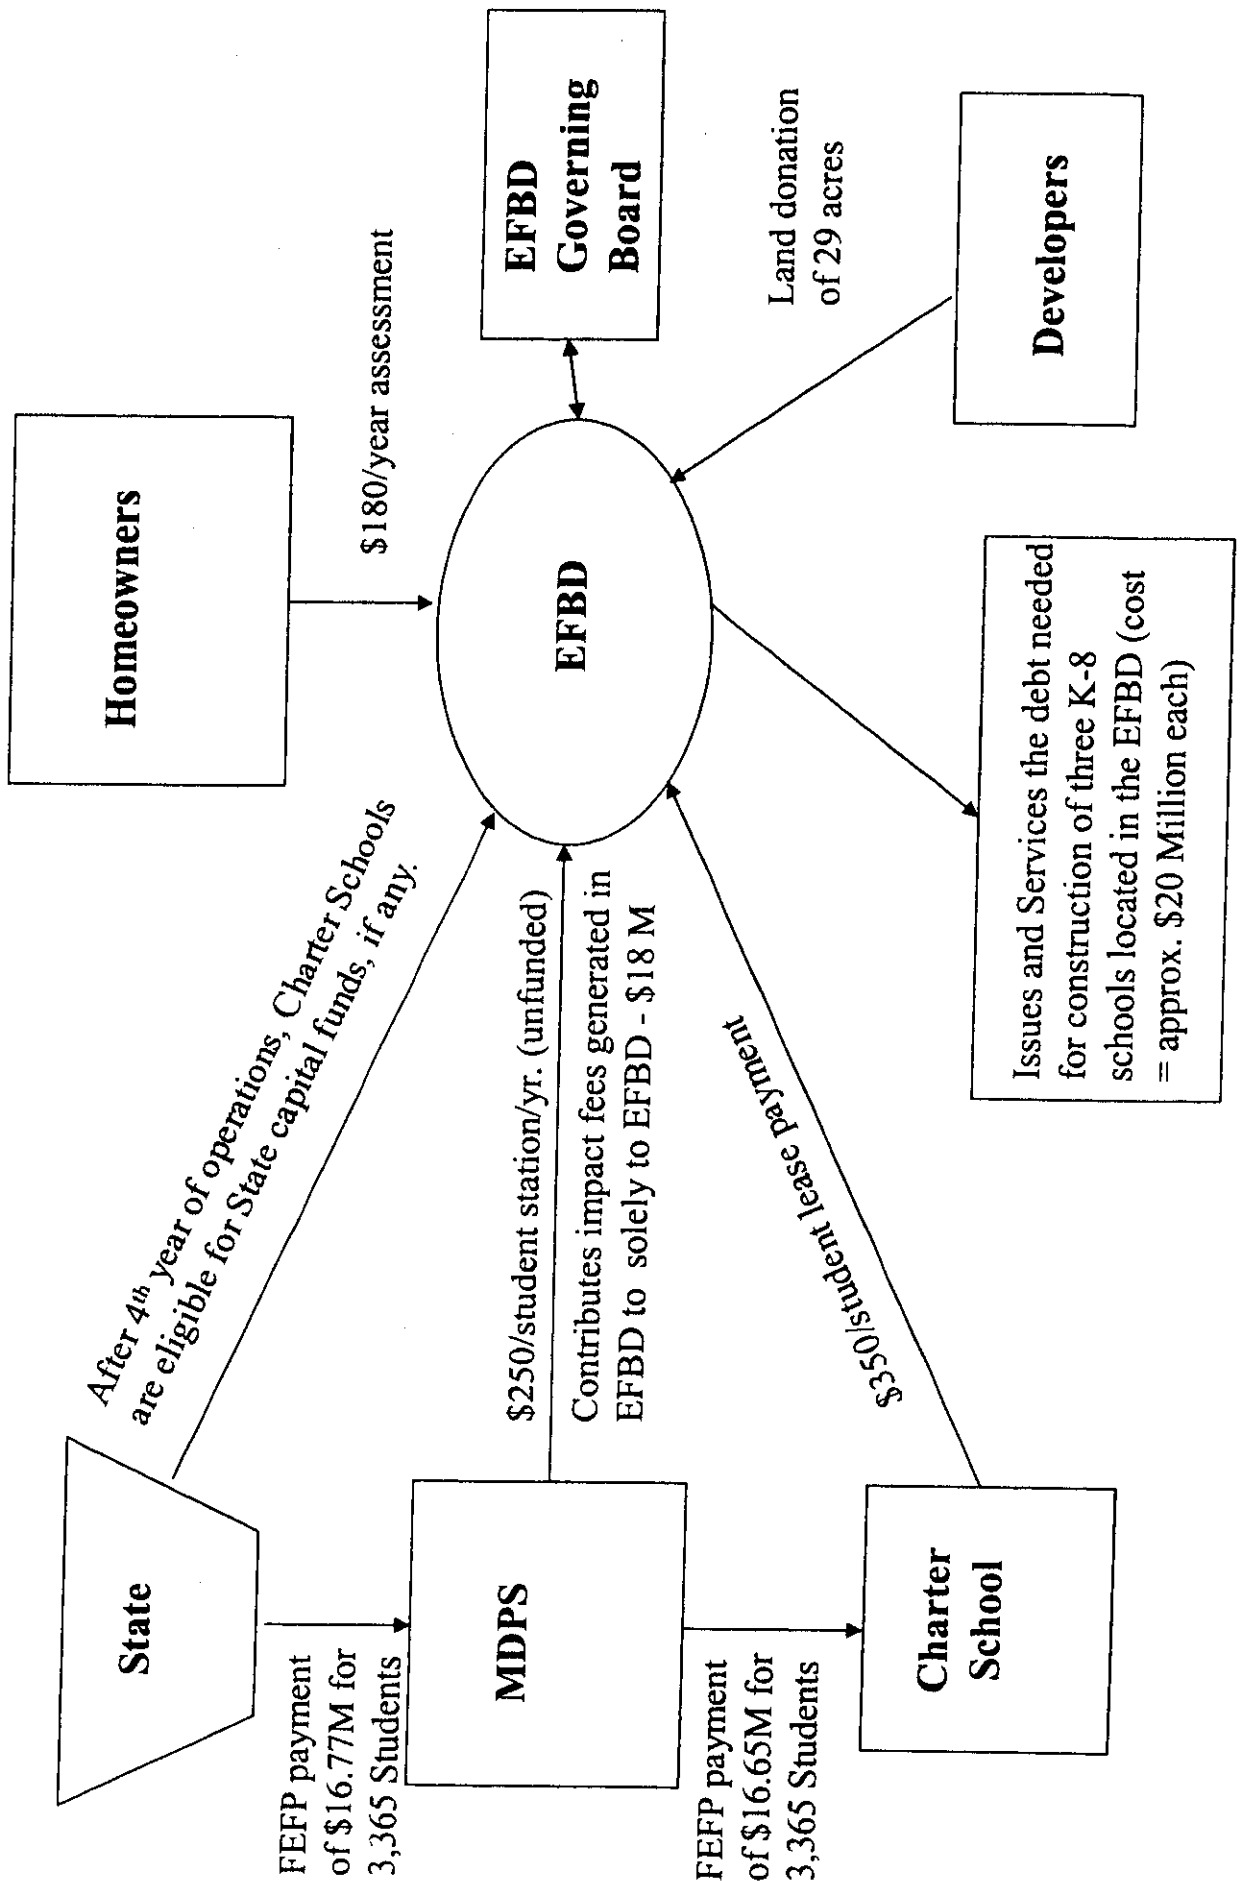 State
After 4th year of operations, Charter Schools
are eligible for State capital funds, if any.
Homeowners
FEFP payment
of $16.77M for
3,365 Students
$180/year assessment
MDPS
$250/student station/yr. (unfunded)
Contributes impact fees generated in
EFBD to solely to EFBD - $18 M
EFBD
EFBD
Governing
Board
FEFP payment
of $16.65M for
3,365 Students
$350/student lease payment
Land donation
of 29 acres
Charter
School
Issues and Services the debt needed
for construction of three K-8
schools located in the EFBD (cost
= approx. $20 Million each)
Developers